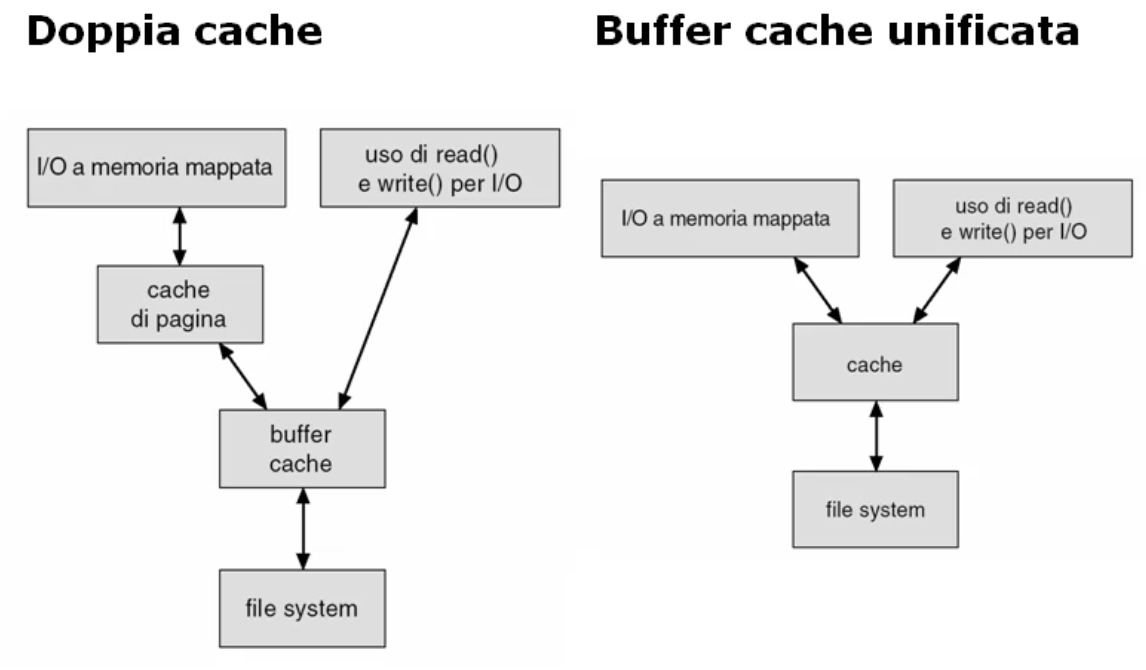 Doppia cache
I/O a memoria mappata
uso di read()
e write() per I/O
cache
di pagina
buffer
cache
file system
Buffer cache unificata
I/O a memoria mappata
uso di read()
e write() per I/O
cache
file system